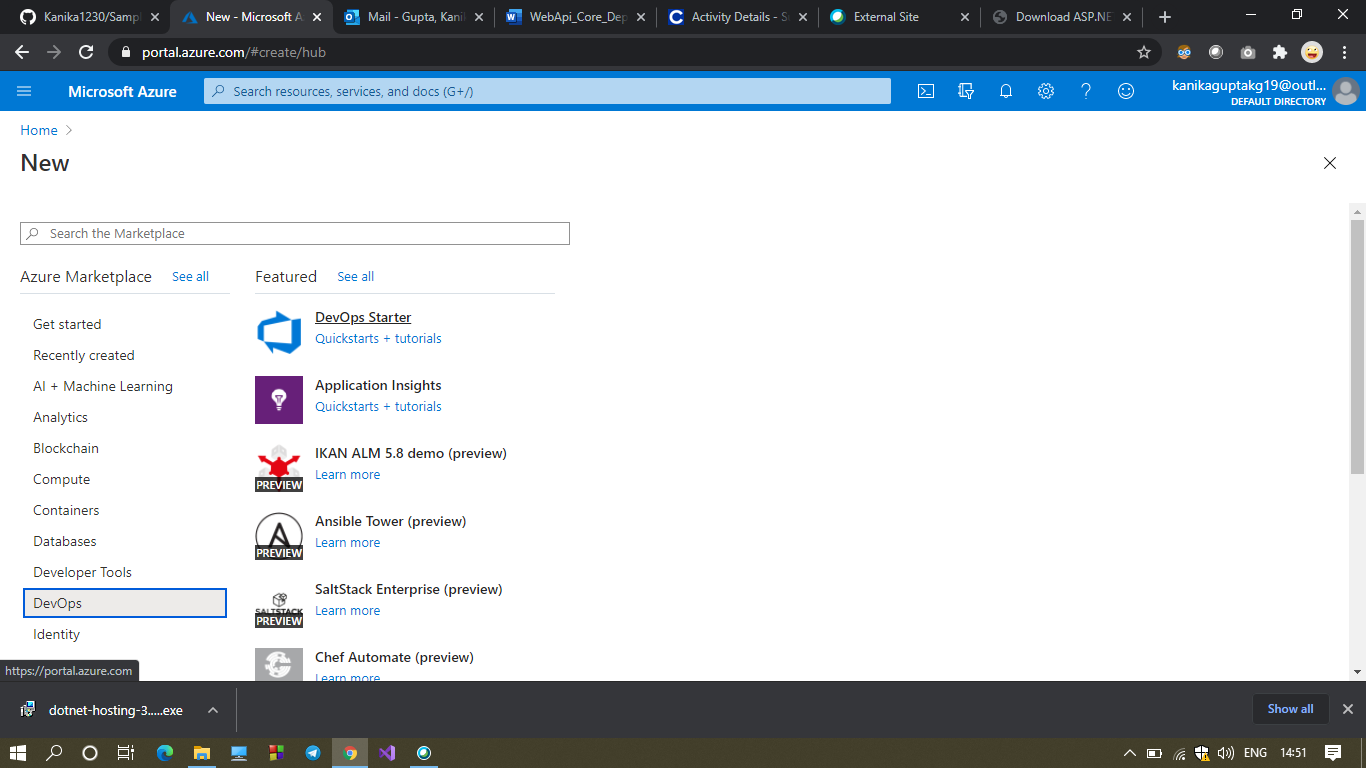 Kanika1230/Sampl
New - Microsoft A
Mail - Gupta, Kani
WebApi_Core_Dep
Activity Details - S
External Site
Download ASP.NE
portal.azure.com/#create/hub
Microsoft Azure
Search resources, services, and docs (G+/)
kanikaguptakg19@outl...
DEFAULT DIRECTORY
Home
New
Search the Marketplace
Azure Marketplace See all
Featured See all
Get started
Recently created
AI + Machine Learning
Analytics
Blockchain
Compute
Containers
Databases
Developer Tools
DevOps
Identity
DevOps Starter
Quickstarts + tutorials
Application Insights
Quickstarts + tutorials
IKAN ALM 5.8 demo (preview)
PREVIEW
Learn more
Ansible Tower (preview)
PREVIEW
Learn more
SaltStack Enterprise (preview)
SALTSTACK
PREVIEW
Learn more
Chef Automate (preview)
Learn more
https://portal.azure.com
dotnet-hosting-3.....exe
Show all
ENG
14:51